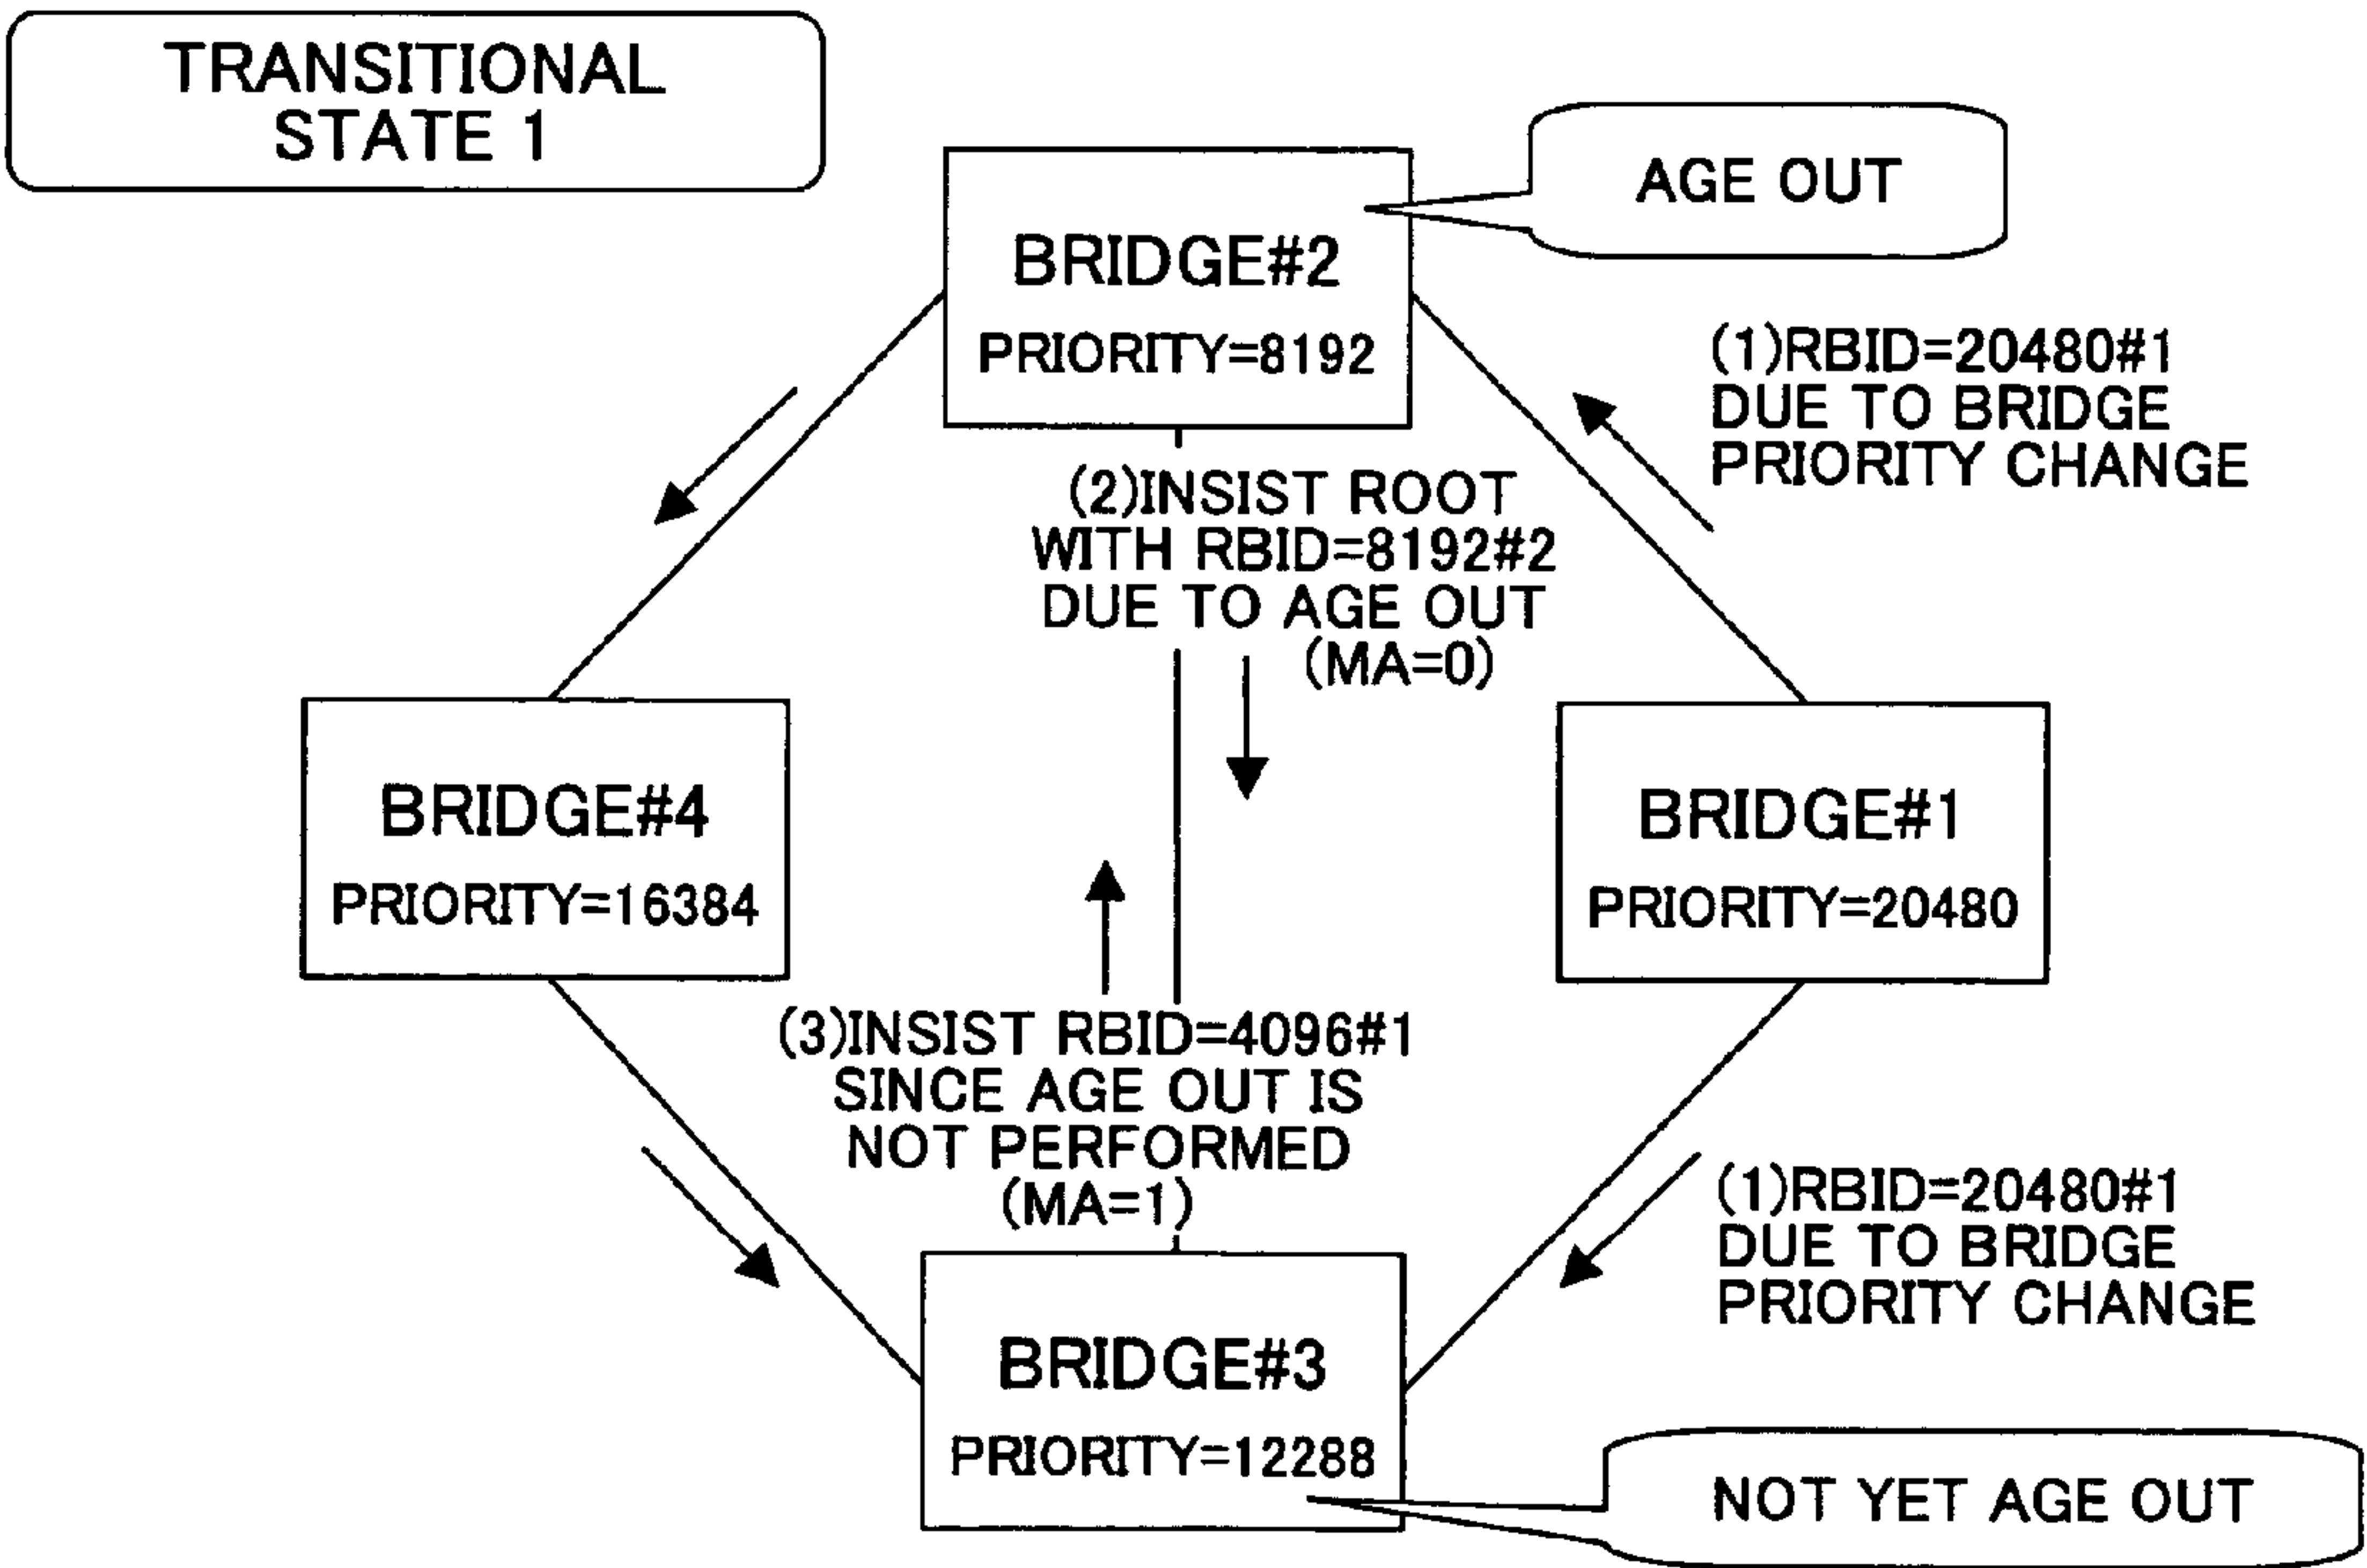 TRANSITIONAL
STATE 1
AGE OUT
BRIDGE#2
PRIORITY=8192
(1)RBID=20480#1
DUE TO BRIDGE
PRIORITY CHANGE
(2)INSIST ROOT
WITH RBID=8192#2
DUE TO AGE OUT
(MA=0)
BRIDGE#4
PRIORITY=16384
BRIDGE#1
PRIORITY=20480
(3)INSIST RBID=4096#1
SINCE AGE OUT IS
NOT PERFORMED
(MA=1)
(1)RBID=20480#1
DUE TO BRIDGE
PRIORITY CHANGE
BRIDGE#3
PRIORITY=12288
NOT YET AGE OUT